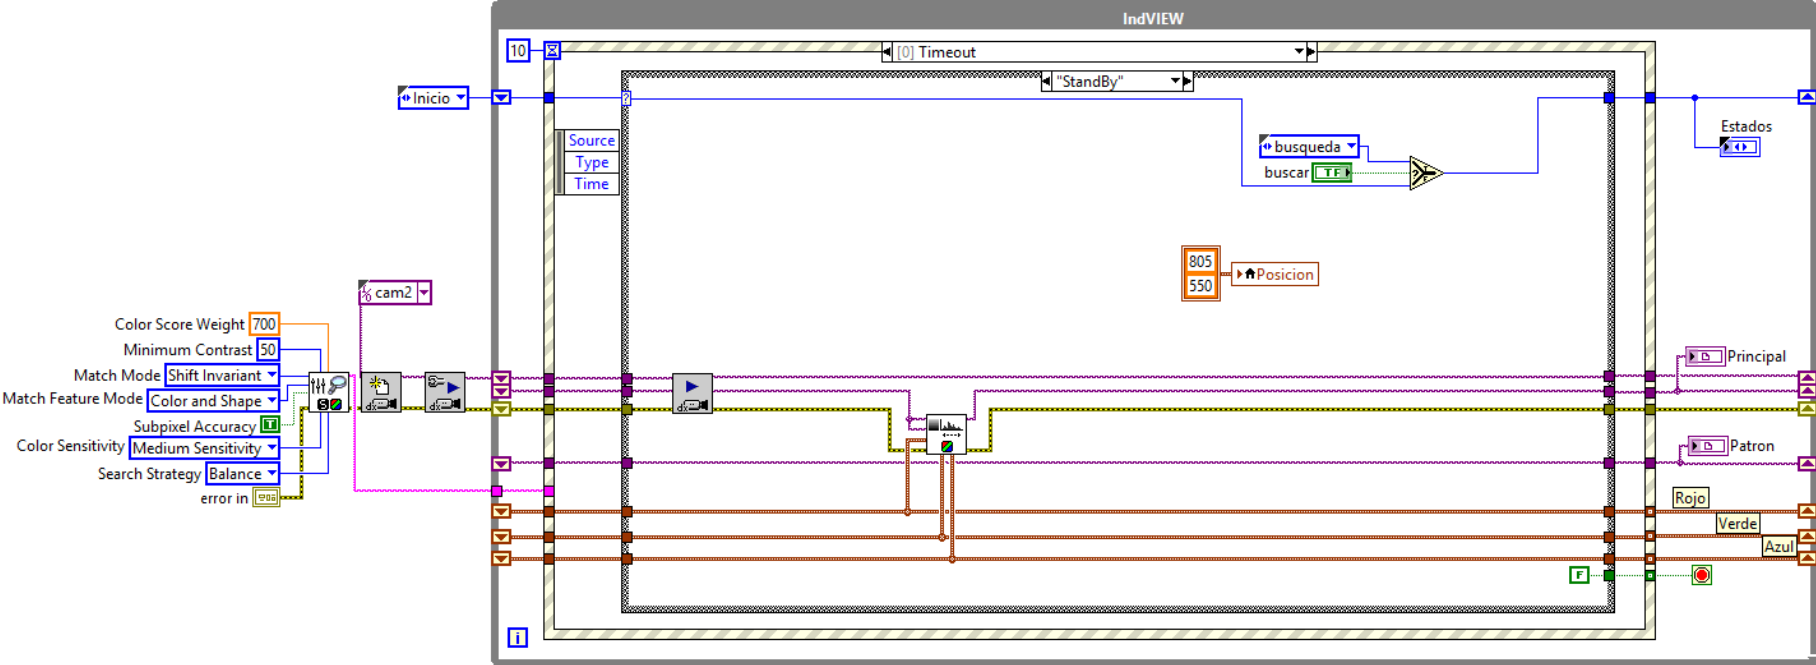 IndVIEW
10
[0] Timeout
"StandBy"
Inicio
?
Source
Type
Time
busqueda
buscar TF
Estados
805
550
Posicion
cam2
Color Score Weight 700
Minimum Contrast 50
Match Mode Shift Invariant
Match Feature Mode Color and Shape
Subpixel Accuracy T
Color Sensitivity Medium Sensitivity
Search Strategy Balance
error in
Principal
Patron
Rojo
Verde
Azul
F
i